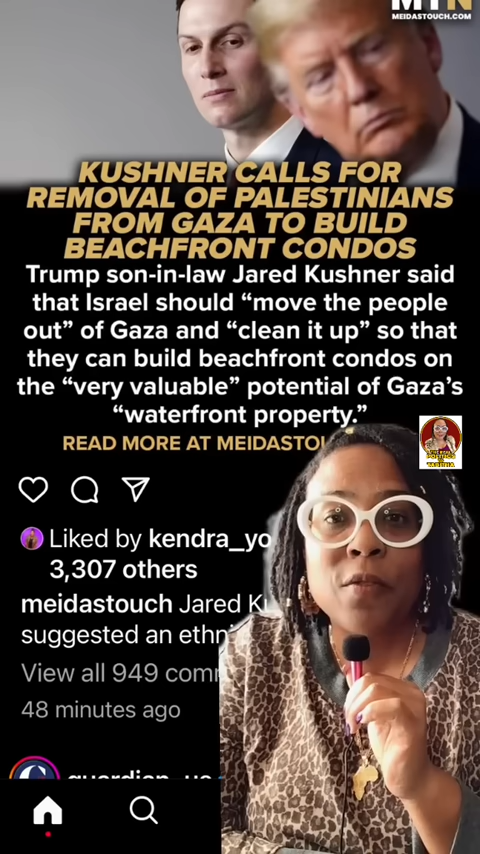 MEIDASTOUCH.COM
KUSHNER CALLS FOR
REMOVAL OF PALESTINIANS
FROM GAZA TO BUILD
BEACHFRONT CONDOS
Trump son-in-law Jared Kushner said
that Israel should “move the people
out” of Gaza and “clean it up” so that
they can build beachfront condos on
the “very valuable” potential of Gaza’s
“waterfront property.”
READ MORE AT
Liked by kendra_yo
3,307 others
meidastouch Jared
suggested an
View all 949
48 minutes ago